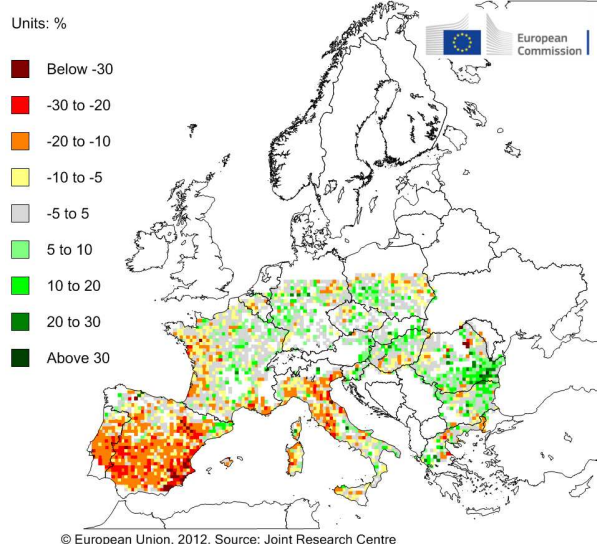 Units: %
European
Commission
Below -30
-30 to -20
-20 to -10
-10 to -5
-5 to 5
5 to 10
10 to 20
20 to 30
Above 30
© European Union, 2012. Source: Joint Research Centre